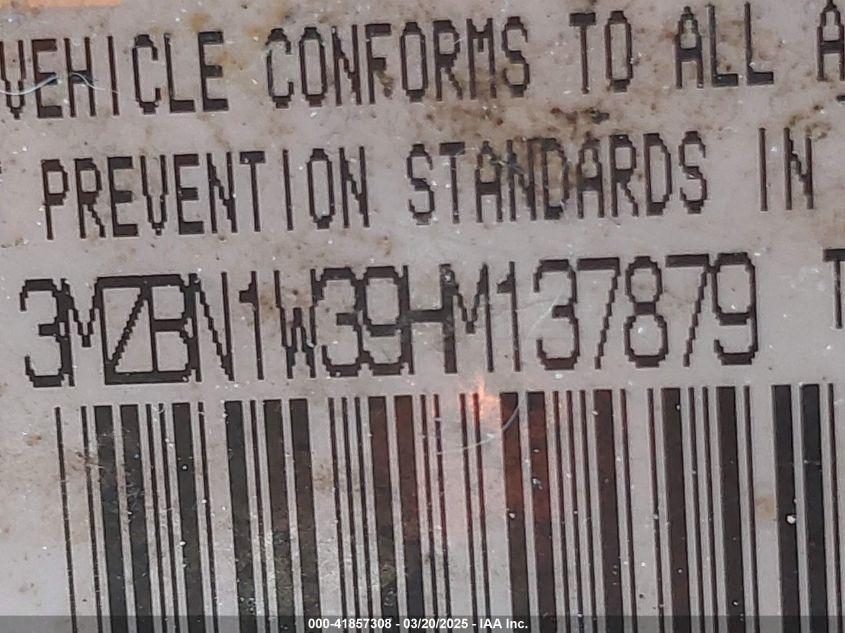 VEHICLE CONFORMS TO ALL A
PREVENTION STANDARDS IN
3MZBN1W39HM137879 T
000-41857308 - 03/20/2025 - IAA Inc.